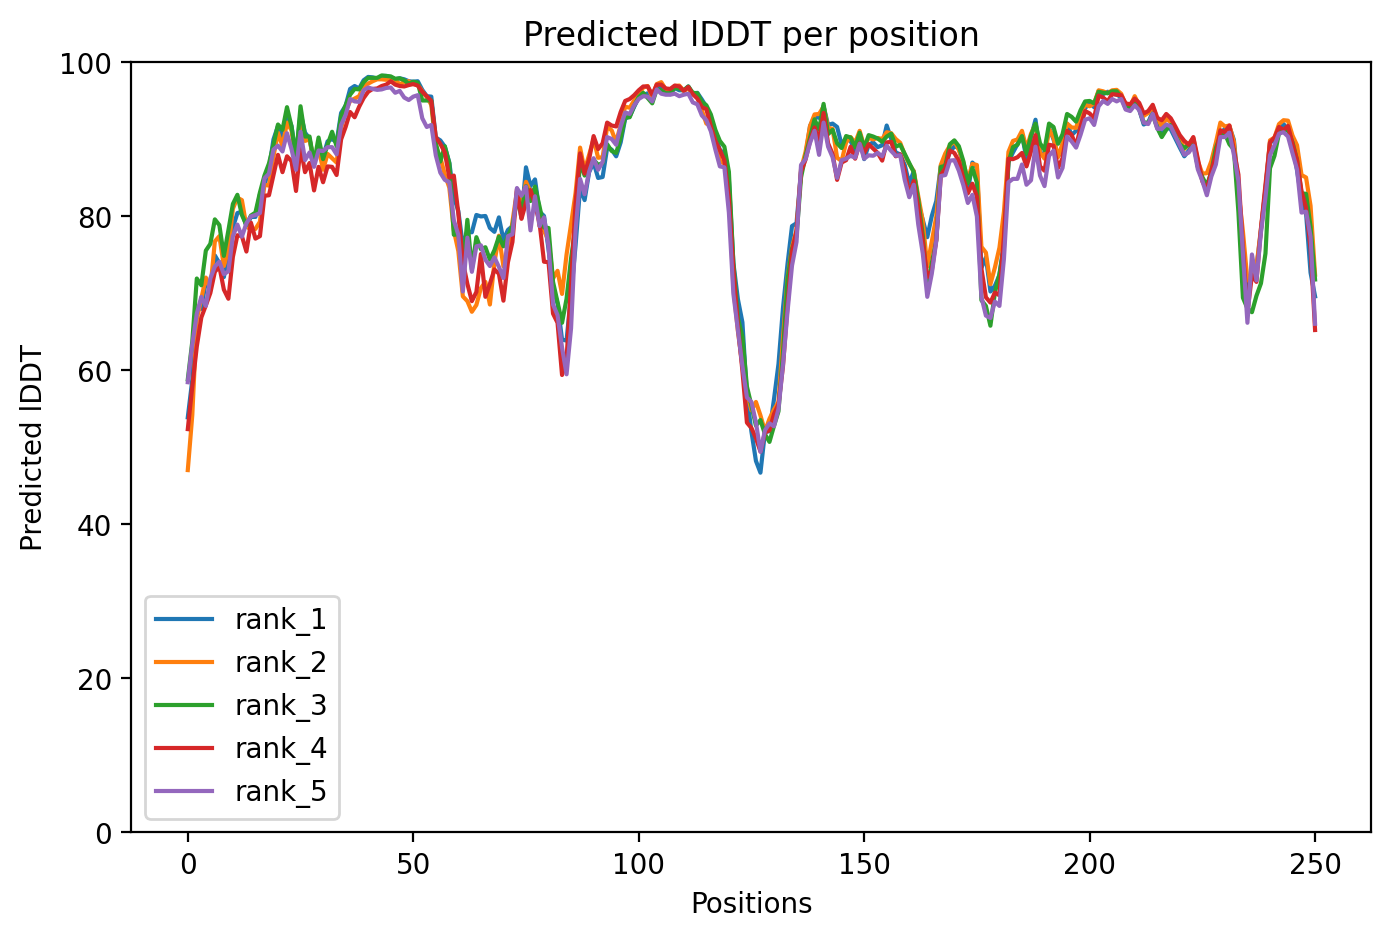 Predicted lDDT per position
Predicted lDDT
100
80
60
40
20
0
rank_1
rank_2
rank_3
rank_4
rank_5
0 50 100 150 200 250
Positions